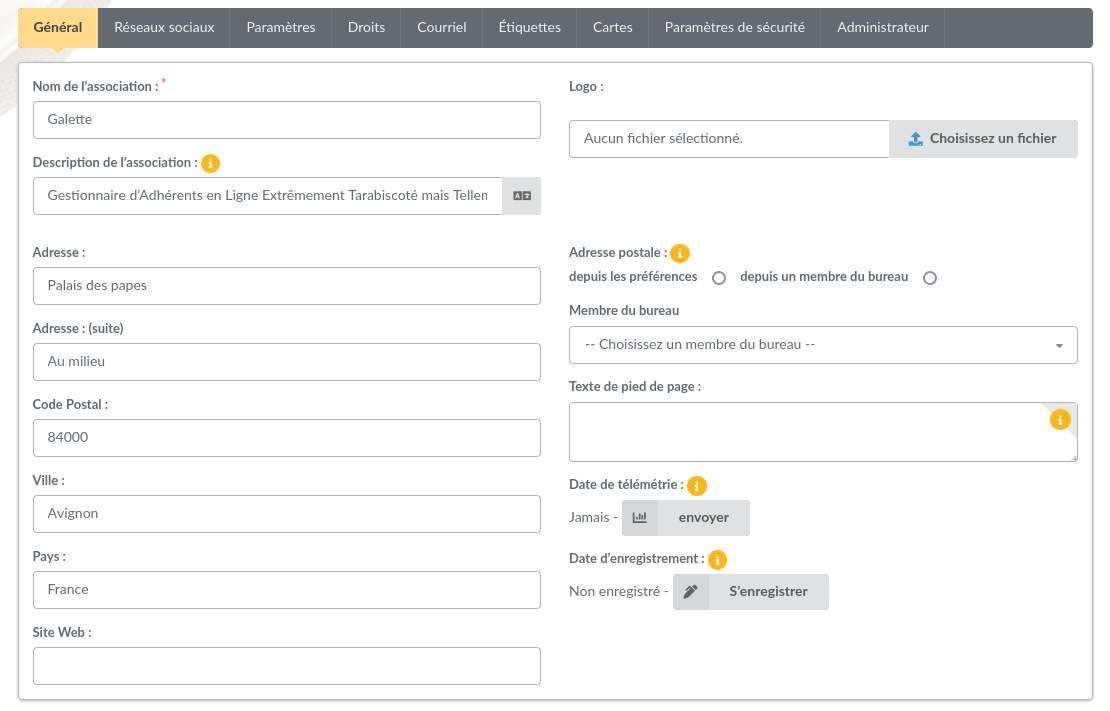 Général Réseaux sociaux Paramètres Droits Courriel Étiquettes Cartes Paramètres de sécurité Administrateur
Nom de l’association : *
Galette
Description de l’association :
Gestionnaire d’Adhérents en Ligne Extrêmement Tarabiscoté mais Tellen
Adresse :
Palais des papes
Adresse : (suite)
Au milieu
Code Postal :
84000
Ville :
Avignon
Pays :
France
Site Web :
Logo :
Aucun fichier sélectionné. Choisissez un fichier
Adresse postale :
depuis les préférences depuis un membre du bureau
Membre du bureau
-- Choisissez un membre du bureau --
Texte de pied de page :
Date de télémétrie :
Jamais - envoyer
Date d’enregistrement :
Non enregistré - S’enregistrer